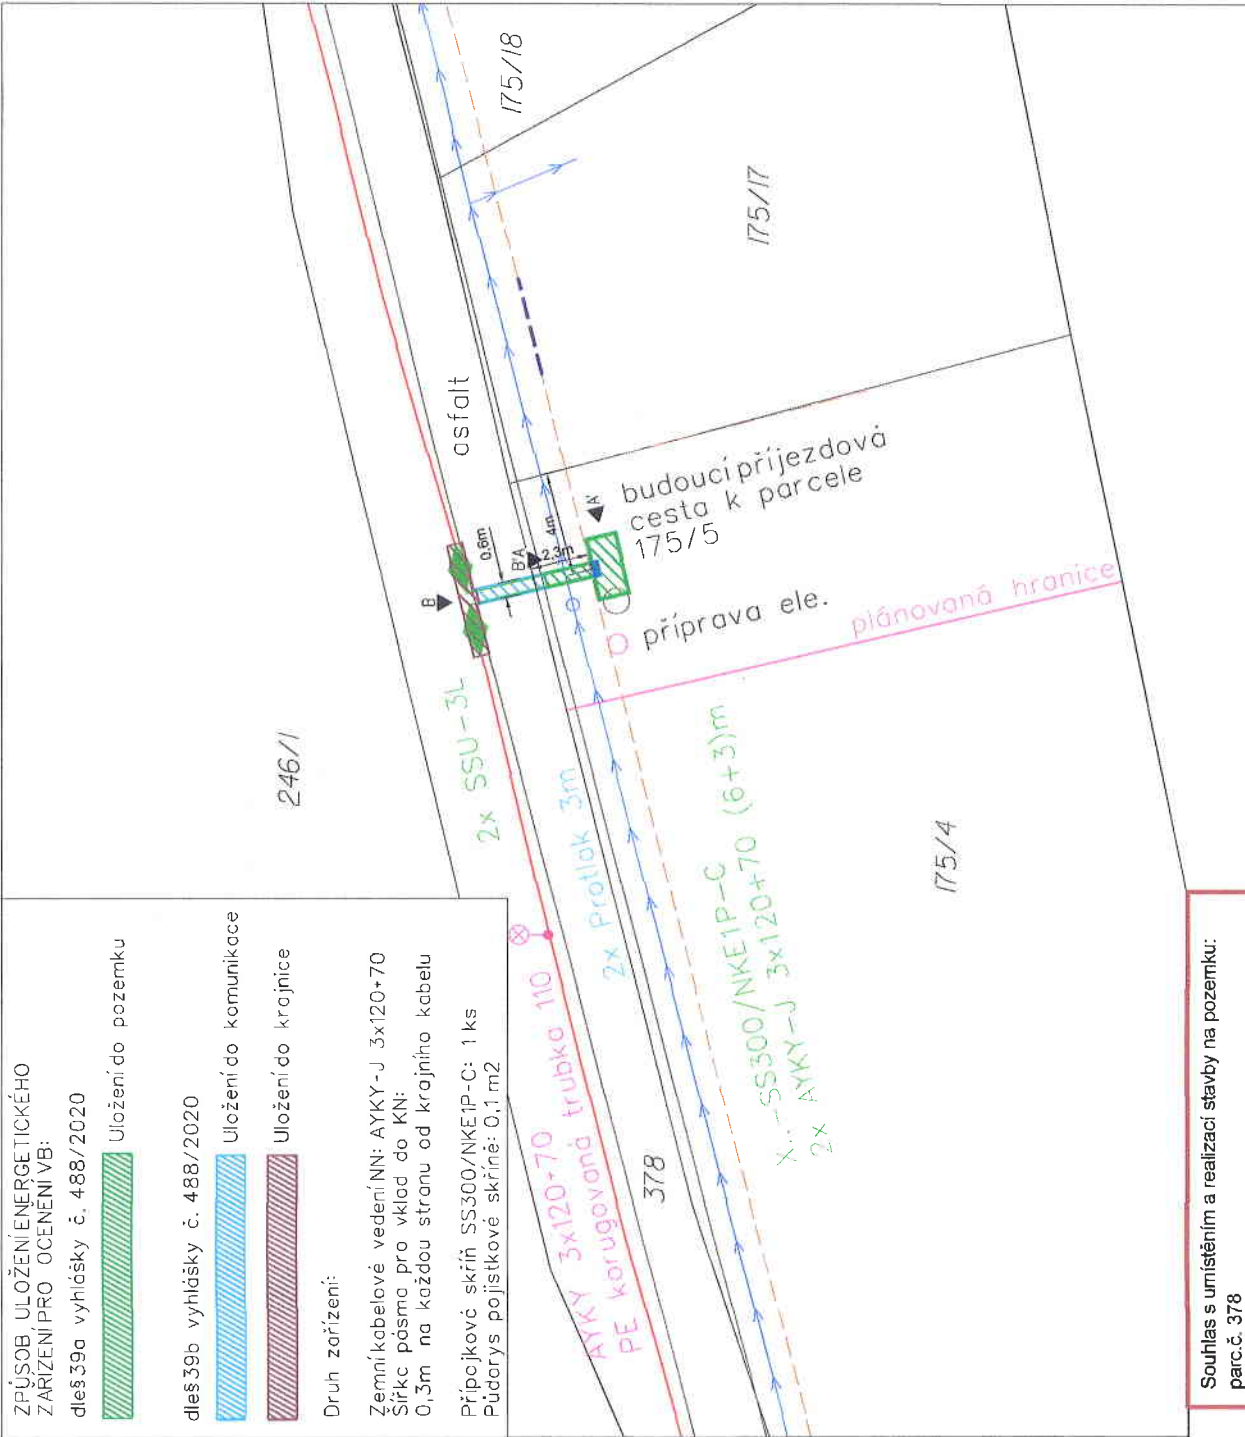 ZPŮSOB ULOŽENÍ ENERGETICKÉHO
ZAŘÍZENÍ PRO OCENĚNÍ VB:
dle§39a vyhlášky č. 488/2020
Uložení do pozemku
dle§39b vyhlášky č. 488/2020
Uložení do komunikace
Uložení do krajnice
Druh zařízení:
Zemní kabelové vedení NN: AYKY-J 3x120+70
Šířkc pásma pro vklad do KN:
0,3m na každou stranu od krajního kabelu
Přípojková skříň SS300/NKE1P-C: 1 ks
Půdorys pojistkové skříně: 0,1 m2
246/1
2x SSU-3L
asfalt
175/18
175/17
B
0.6m
B'A
2.3m
4m
A'
budoucí příjezdová
cesta k parcele
175/5
příprava ele.
plánovaná hranice
2x Protlak 3m
AYKY 3x120+70
PE korugovaná trubka 110
378
X..-SS300/NKE1P-C
2x AYKY-J 3x120+70 (6+3)m
175/4
Souhlas s umístěním a realizací stavby na pozemku:
parc.č. 378